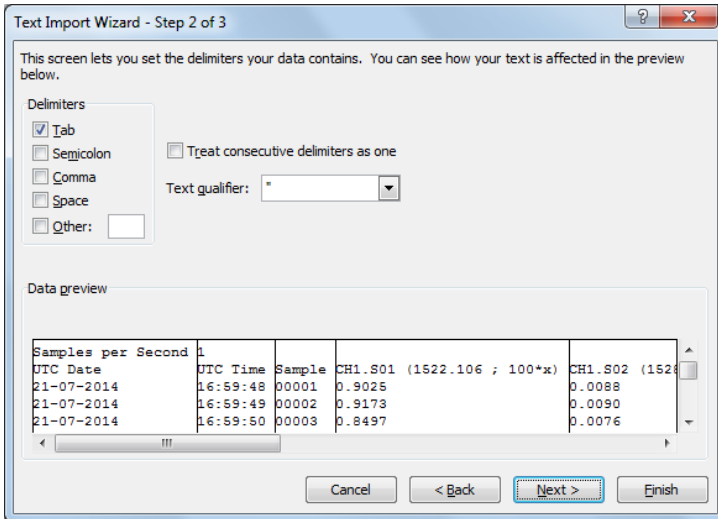 Text Import Wizard - Step 2 of 3
This screen lets you set the delimiters your data contains. You can see how your text is affected in the preview
below.
Delimiters
Tab
Semicolon
Comma
Space
Other:
Treat consecutive delimiters as one
Text qualifier: "
Data preview
Samples per Second 1
UTC Date UTC Time Sample CH1.S01 (1522.106 ; 100*x) CH1.S02 (1528
21-07-2014 16:59:48 00001 0.9025 0.0088
21-07-2014 16:59:49 00002 0.9173 0.0090
21-07-2014 16:59:50 00003 0.8497 0.0076
Cancel < Back Next > Finish